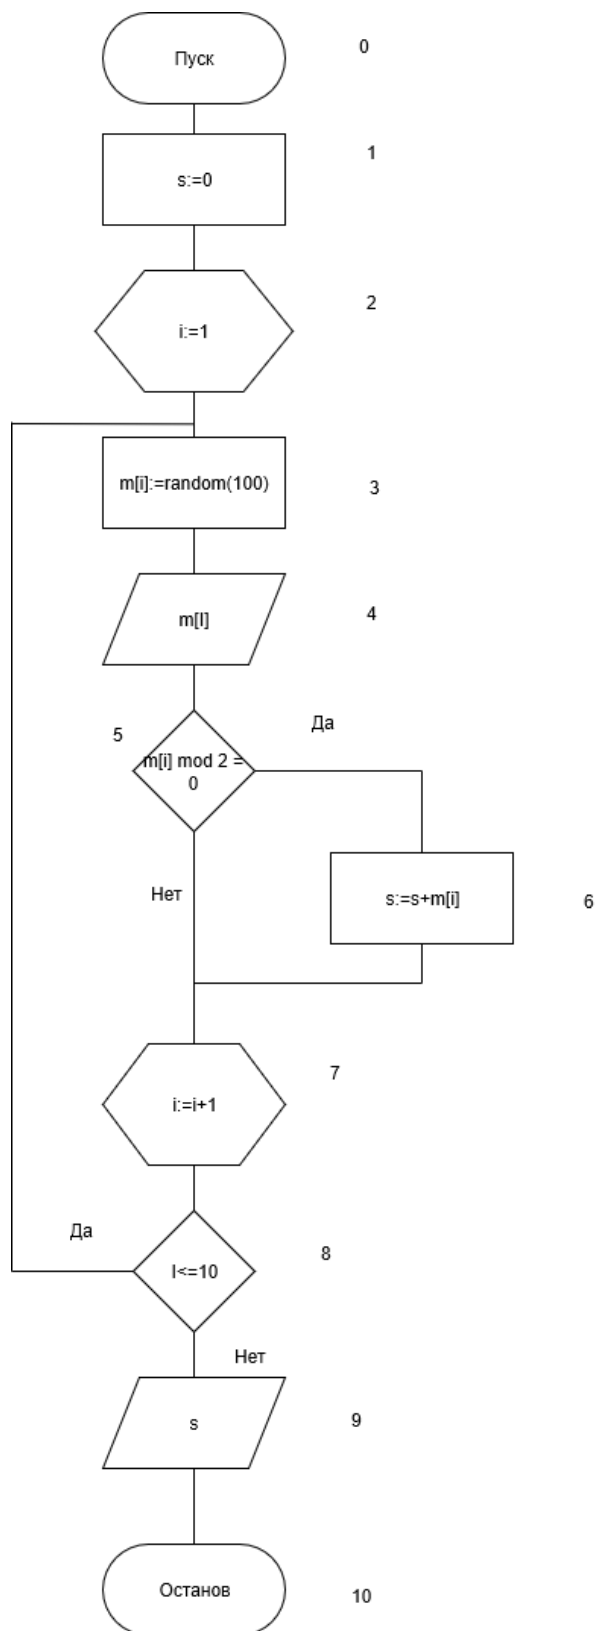 Пуск
0
s:=0
1
i:=1
2
m[i]:=random(100)
3
m[I]
4
5
m[i] mod 2 =
0
Да
Нет
s:=s+m[i]
6
i:=i+1
7
Да
I<=10
8
Нет
s
9
Останов
10